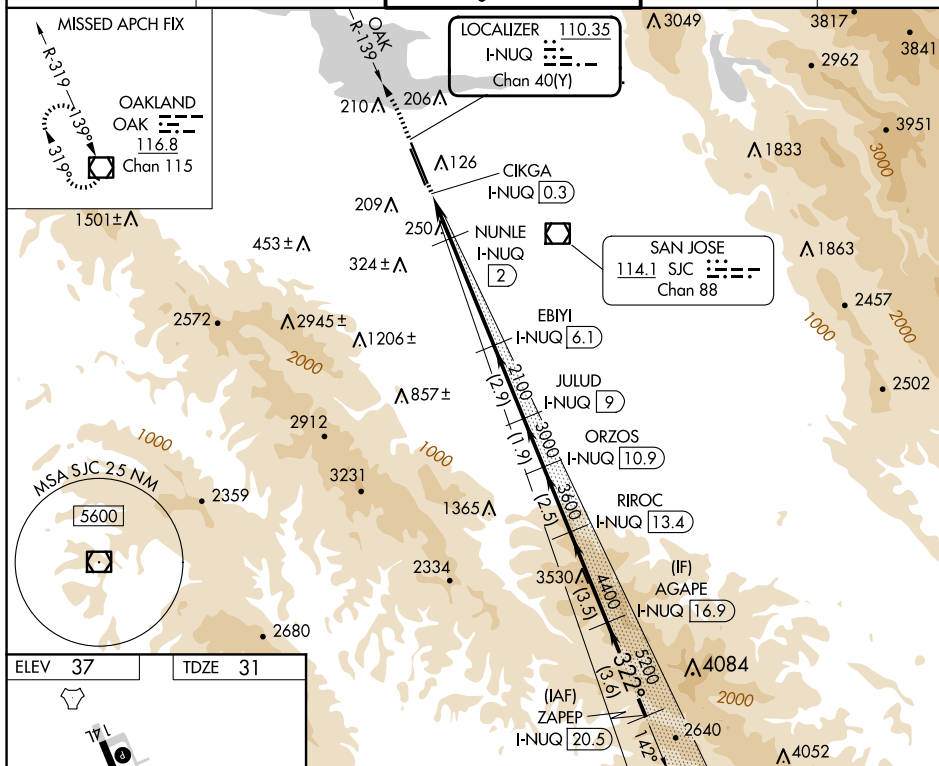 MISSED APCH FIX
R-319
139°
319°
OAKLAND
OAK
116.8
Chan 115
OAK
R-139
LOCALIZER 110.35
I-NUQ
Chan 40(Y)
3049
3817
2962
3841
3951
3000
1833
210
206
126
CIKGA
I-NUQ 0.3
209
250
NUNLE
I-NUQ
2
SAN JOSE
114.1 SJC
Chan 88
1863
2457
1000
2000
2502
1501±
453±
324±
2572
2945±
1206±
2000
857±
EBIYI
I-NUQ 6.1
2100
(2.9)
JULUD
I-NUQ 9
3000
(1.9)
ORZOS
I-NUQ 10.9
3600
(2.5)
RIROC
I-NUQ 13.4
2912
1000
3231
1000
2359
1365
MSA SJC 25 NM
5600
2334
2680
3530
4400
(3.5)
(IF)
AGAPE
I-NUQ 16.9
5200
322°
(3.6)
4084
2000
(IAF)
ZAPEP
I-NUQ 20.5
142°
2640
4052
ELEV 37
TDZE 31
14L
P